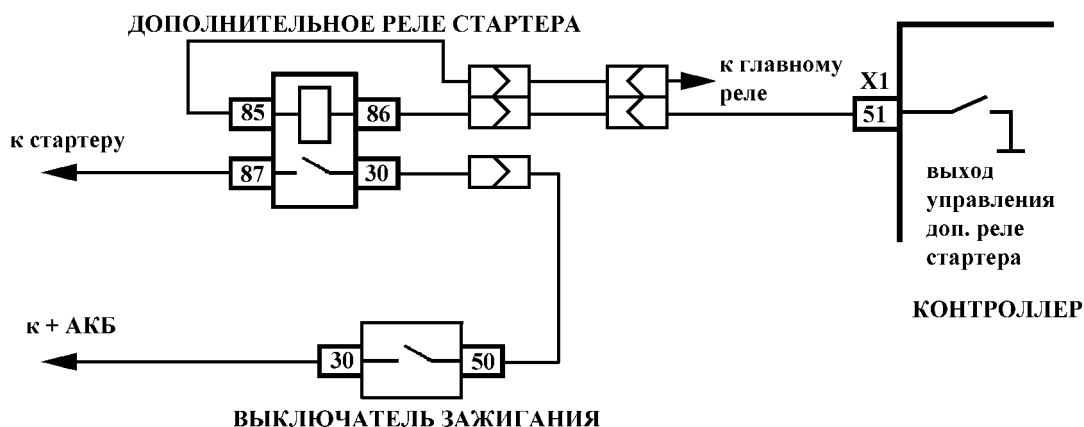 ДОПОЛНИТЕЛЬНОЕ РЕЛЕ СТАРТЕРА
к главному
реле
X1
85
86
51
к стартеру
87
30
выход
управления
доп. реле
стартера
КОНТРОЛЛЕР
к + АКБ
30
50
ВЫКЛЮЧАТЕЛЬ ЗАЖИГАНИЯ